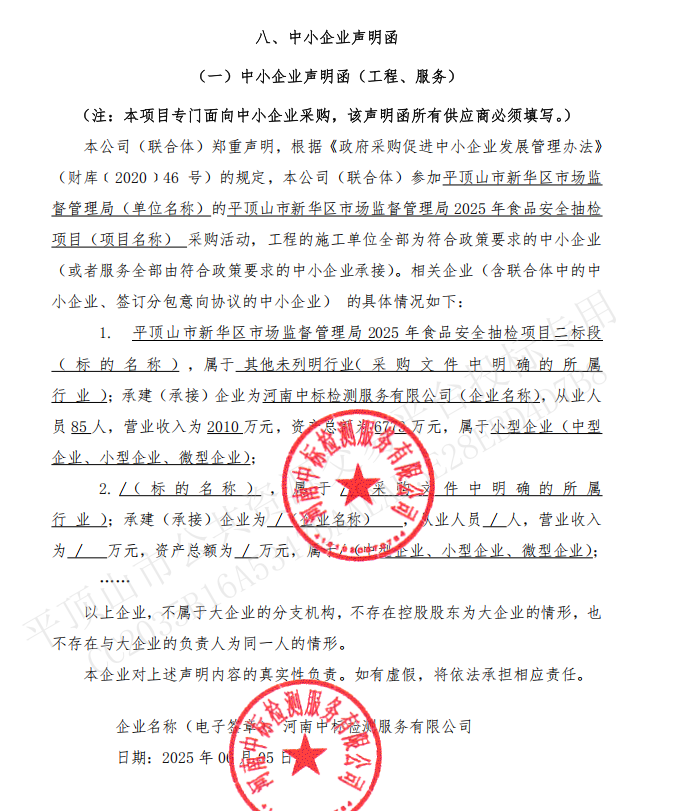 八、中小企业声明函
（一）中小企业声明函（工程、服务）
（注：本项目专门面向中小企业采购，该声明函所有供应商必须填写。）
本公司（联合体）郑重声明，根据《政府采购促进中小企业发展管理办法》
（财库﹝2020﹞46 号）的规定，本公司（联合体）参加平顶山市新华区市场监
督管理局（单位名称）的平顶山市新华区市场监督管理局 2025 年食品安全抽检
项目（项目名称） 采购活动，工程的施工单位全部为符合政策要求的中小企业
（或者服务全部由符合政策要求的中小企业承接）。相关企业（含联合体中的中
小企业、签订分包意向协议的中小企业） 的具体情况如下：
1. 平顶山市新华区市场监督管理局 2025 年食品安全抽检项目二标段
（ 标 的 名 称 ），属于 其他未列明行业（ 采 购 文 件 中 明 确 的 所 属
行 业 ）；承建（承接）企业为河南中标检测服务有限公司（企业名称），从业人
员 85 人，营业收入为 2010 万元，资产总额为 6773 万元，属于小型企业（中型
企业、小型企业、微型企业）；
2. /（ 标 的 名 称 ） ， 属 于 /（ 采 购 文 件 中 明 确 的 所 属
行 业 ）；承建（承接）企业为 /（企业名称） ，从业人员 / 人，营业收入
为 / 万元，资产总额为 / 万元，属于/（中型企业、小型企业、微型企业）；
……
以上企业，不属于大企业的分支机构，不存在控股股东为大企业的情形，也
不存在与大企业的负责人为同一人的情形。
本企业对上述声明内容的真实性负责。如有虚假，将依法承担相应责任。
企业名称（电子签章 河南中标检测服务有限公司
日期：2025 年 06 月 05 日
河南中标检测服务有限公司
河南中标检测服务有限公司